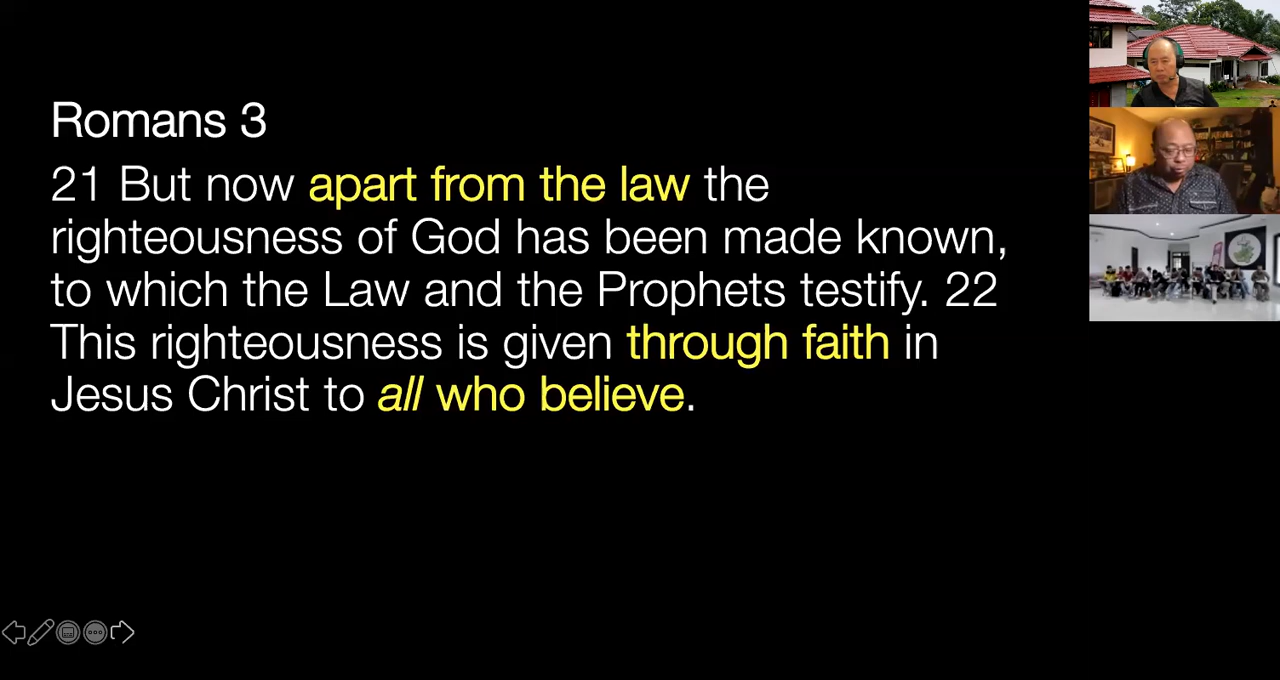 Romans 3
21 But now apart from the law the
righteousness of God has been made known,
to which the Law and the Prophets testify. 22
This righteousness is given through faith in
Jesus Christ to all who believe.